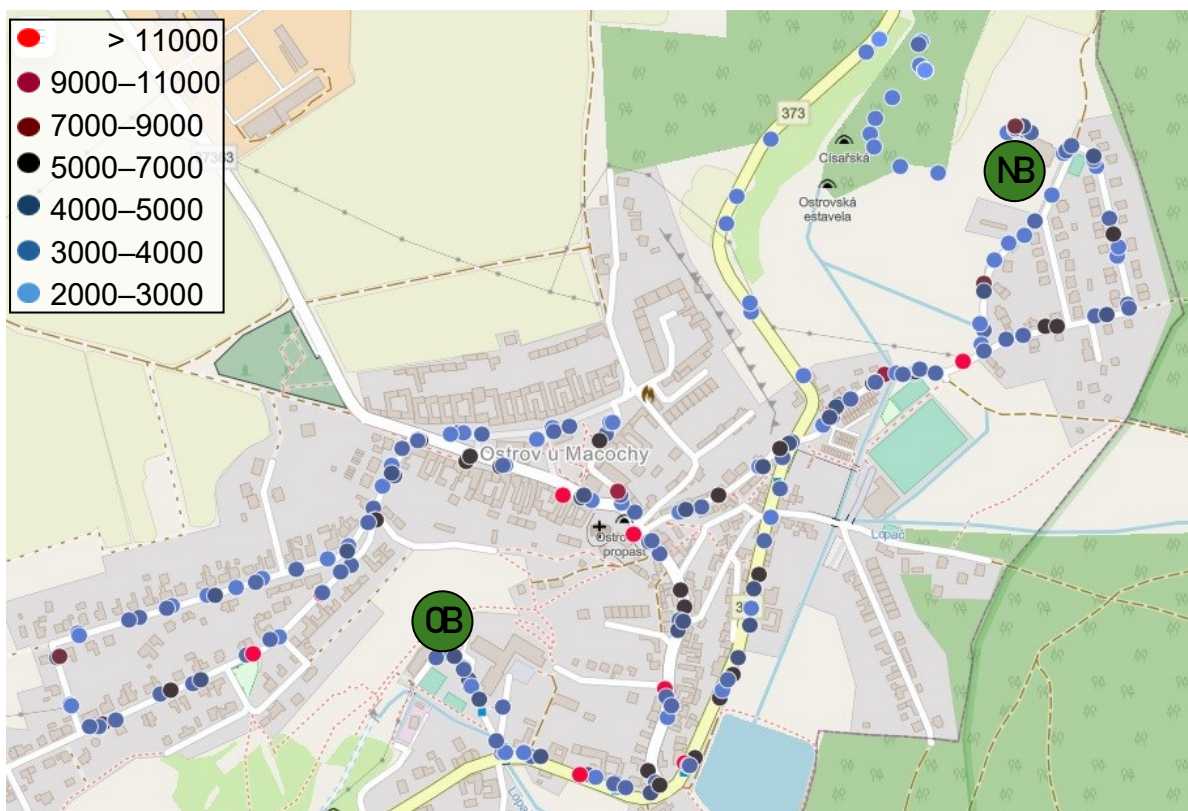 > 11000
9000–11000
7000–9000
5000–7000
4000–5000
3000–4000
2000–3000
373
Císařská
Ostrovská
estavela
NB
Ostrov u Macochy
propast
Lopač
OB